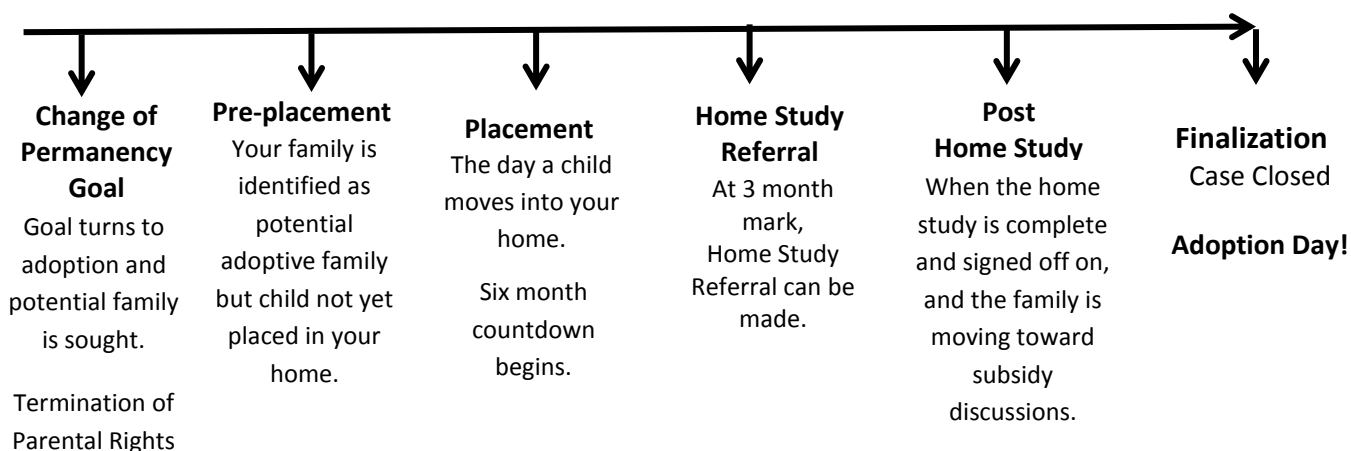 Change of
Permanency
Goal
Goal turns to
adoption and
potential family
is sought.
Termination of
Parental Rights
Pre-placement
Your family is
identified as
potential
adoptive family
but child not yet
placed in your
home.
Placement
The day a child
moves into your
home.
Six month
countdown
begins.
Home Study
Referral
At 3 month
mark,
Home Study
Referral can be
made.
Post
Home Study
When the home
study is complete
and signed off on,
and the family is
moving toward
subsidy
discussions.
Finalization
Case Closed
Adoption Day!